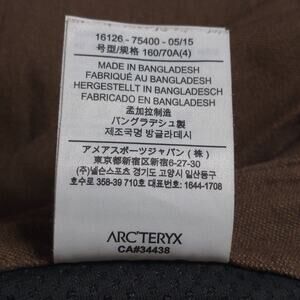 16126 - 75400 - 05/15
号型/规格 160/70A(4)
MADE IN BANGLADESH
FABRIQUÉ AU BANGLADESH
HERGESTELLT IN BANGLADESCH
FABRICADO EN BANGLADESH
孟加拉制造
バングラデシュ製
제조국명 방글라데시
アメアスポーツジャパン（株）
東京都新宿区新宿6-27-30
(주)넬슨스포츠 경기도 고양시 일산동구
호수로 358-39 710호 대표번호: 1644-1708
ARC'TERYX
CA#34438